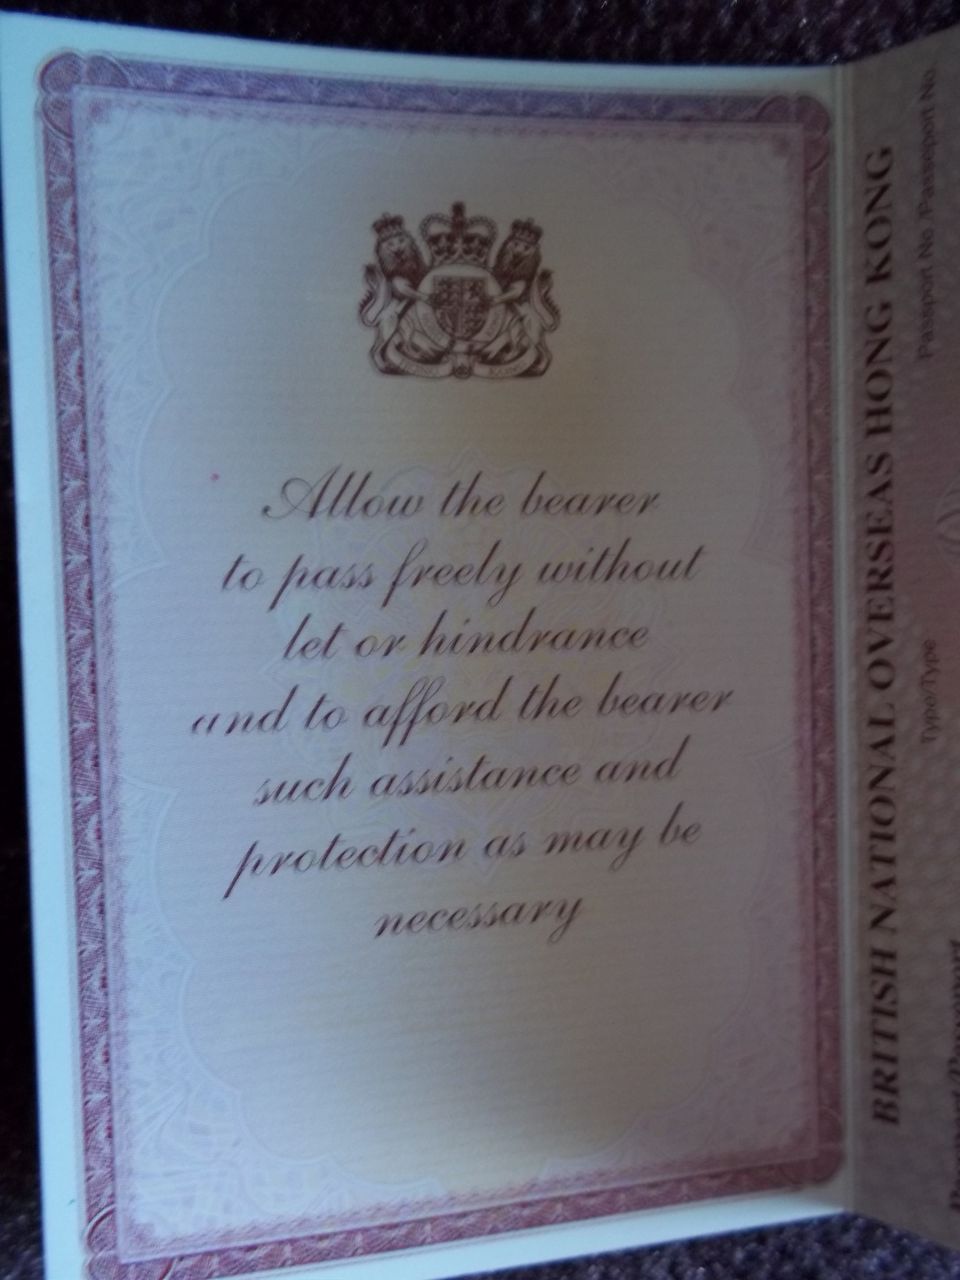 Allow the bearer
to pass freely without
let or hindrance
and to afford the bearer
such assistance and
protection as may be
necessary
BRITISH NATIONAL OVERSEAS HONG KONG
Type/Type
Passport No./Passeport No.